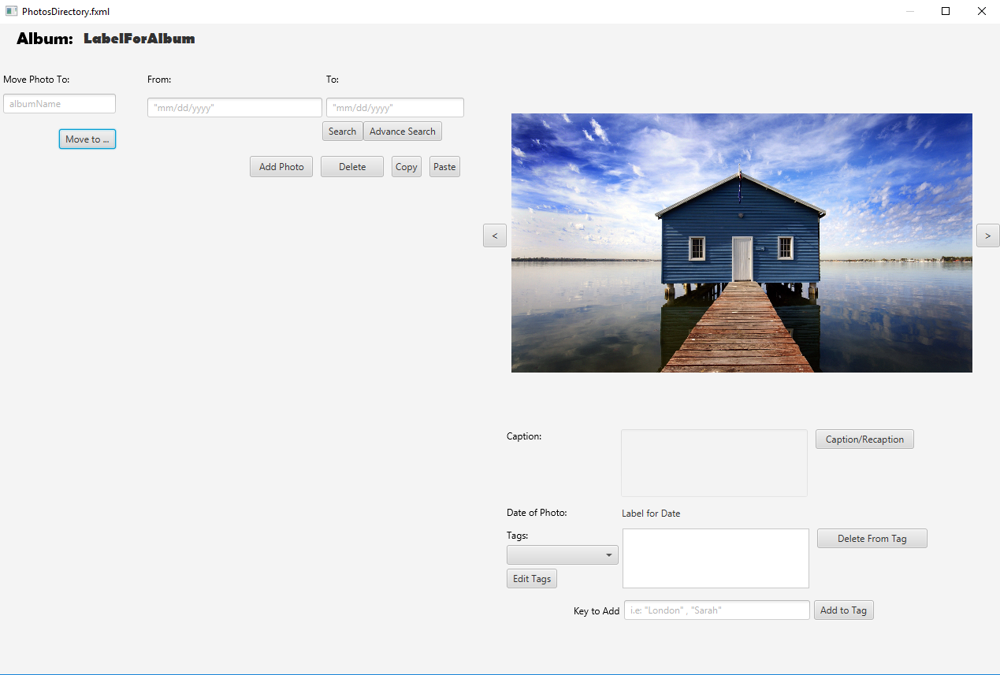 PhotosDirectory.fxml
Album: LabelForAlbum
Move Photo To:
From:
To:
albumName
"mm/dd/yyyy"
"mm/dd/yyyy"
Search
Advance Search
Move to ...
Add Photo
Delete
Copy
Paste
<
>
Caption:
Caption/Recaption
Date of Photo:
Label for Date
Tags:
Delete From Tag
Edit Tags
Key to Add
i.e: "London" , "Sarah"
Add to Tag